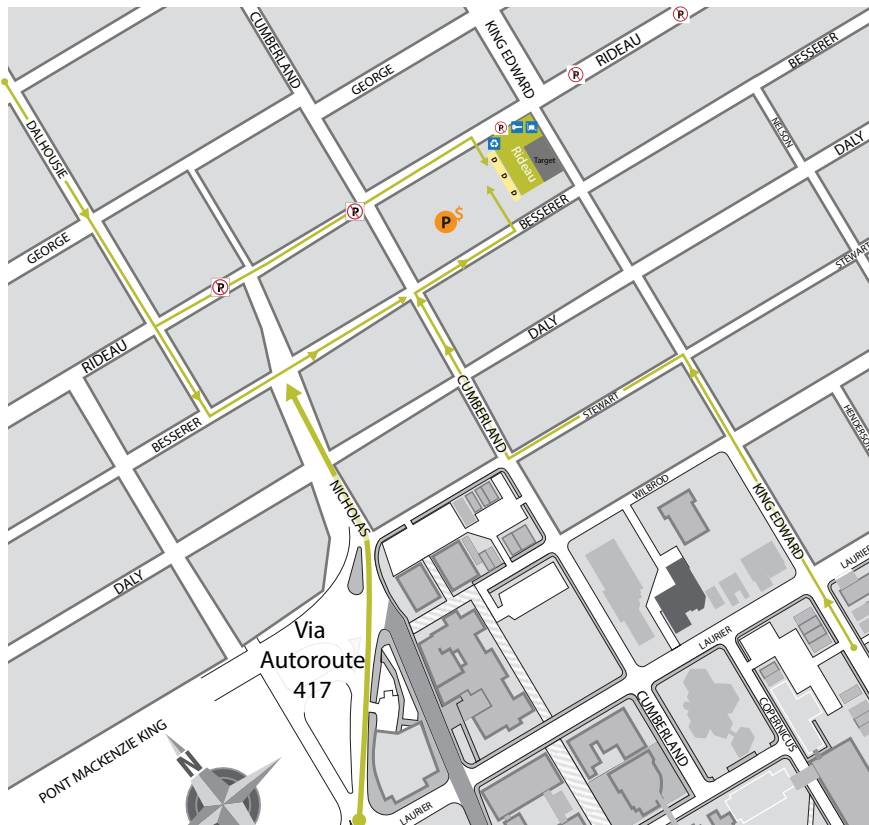 CUMBERLAND
KING EDWARD
RIDEAU
BESSERER
GEORGE
P
P
DALHOUSIE
P
NELSON
DALY
Rideau
Target
D
D
D
P
S
BESSERER
P
GEORGE
STEWART
P
RIDEAU
DALY
CUMBERLAND
STEWART
BESSERER
HENDERSON
WILBROD
NICHOLAS
KING EDWARD
LAURIER
DALY
Via
Autoroute
417
LAURIER
CUMBERLAND
COPERNICUS
PONT MACKENZIE KING
N
LAURIER